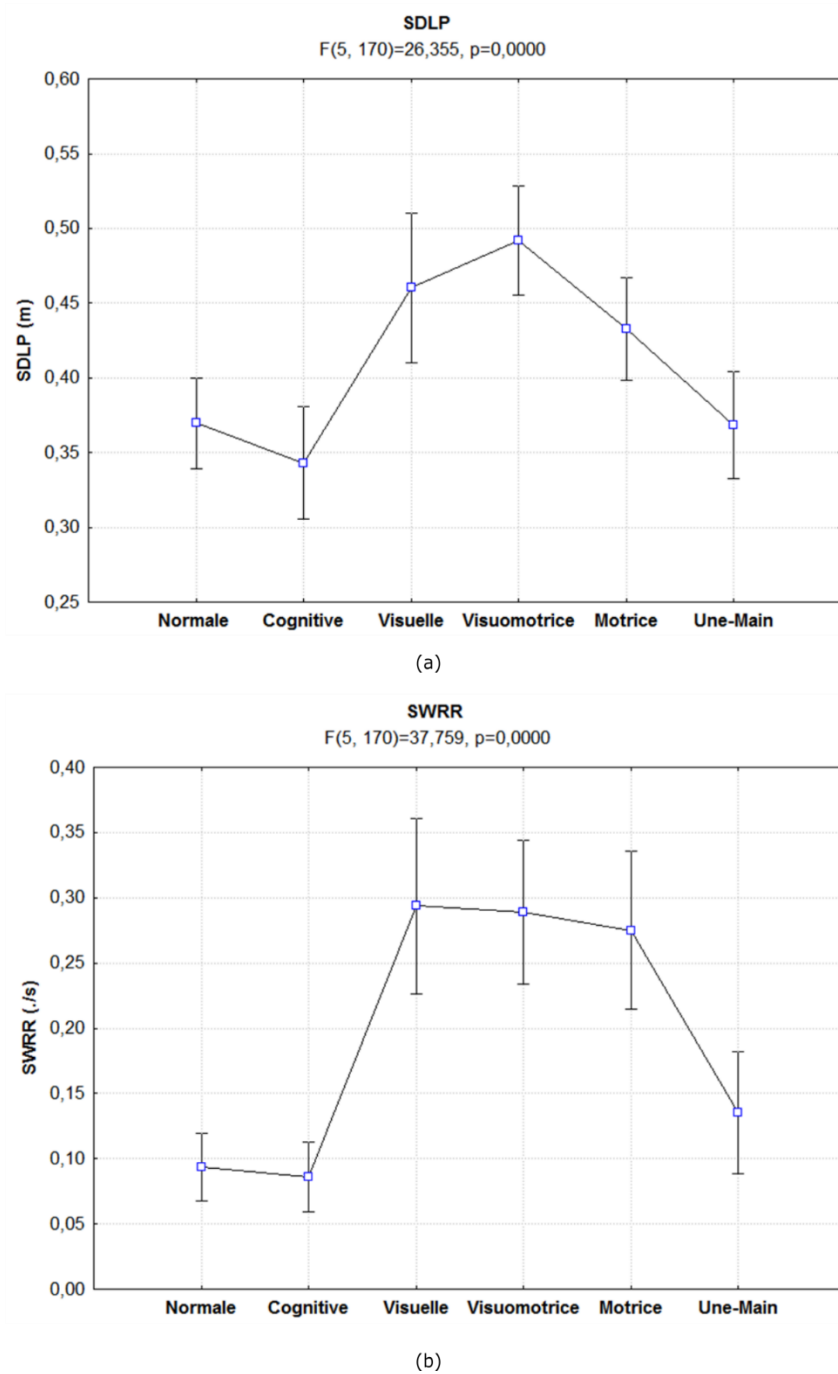 SDLP
F(5, 170)=26,355, p=0,0000
0,60
0,55
0,50
0,45
0,40
0,35
0,30
0,25
SDLP (m)
Normale Cognitive Visuelle Visuomotrice Motrice Une-Main
(a)
SWRR
F(5, 170)=37,759, p=0,0000
0,40
0,35
0,30
0,25
0,20
0,15
0,10
0,05
0,00
SWRR (./s)
Normale Cognitive Visuelle Visuomotrice Motrice Une-Main
(b)